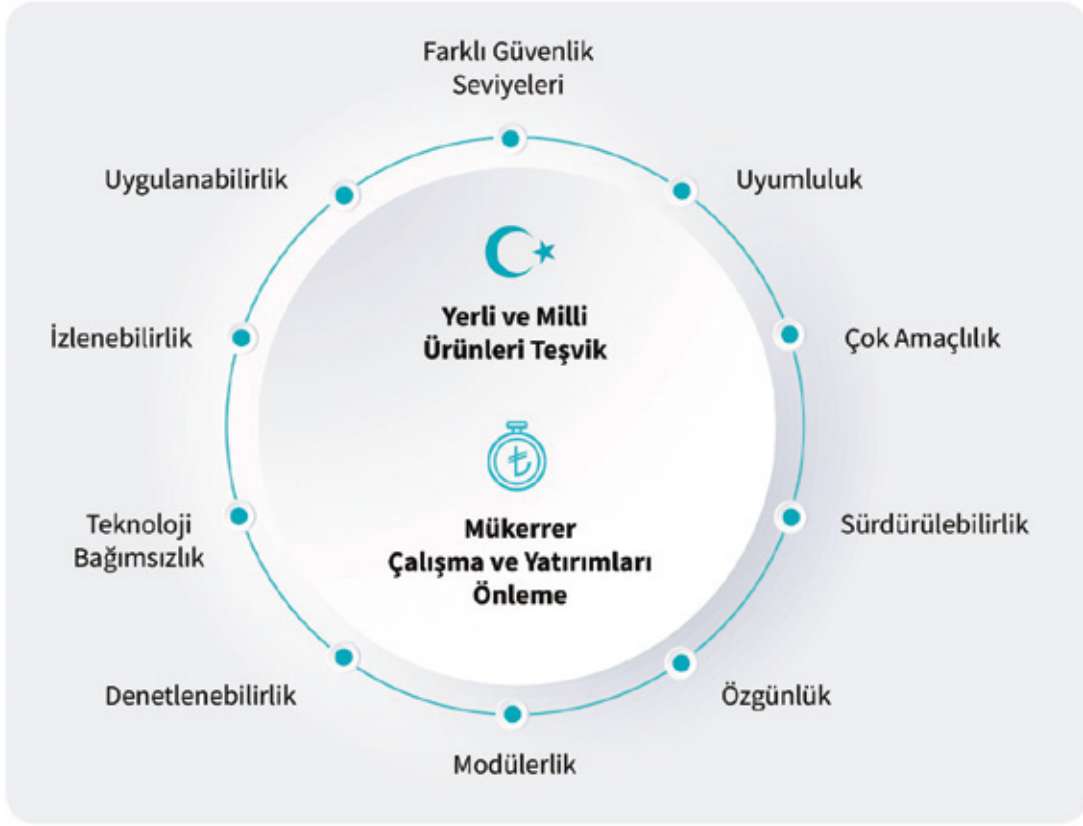 Farklı Güvenlik
Seviyeleri
Uygulanabilirlik
Uyumluluk
Yerli ve Milli
Ürünleri Teşvik
İzlenebilirlik
Çok Amaçlılık
Mükerrer
Çalışma ve Yatırımları
Önleme
Teknoloji
Bağımsızlık
Sürdürülebilirlik
Denetlenebilirlik
Özgünlük
Modülerlik